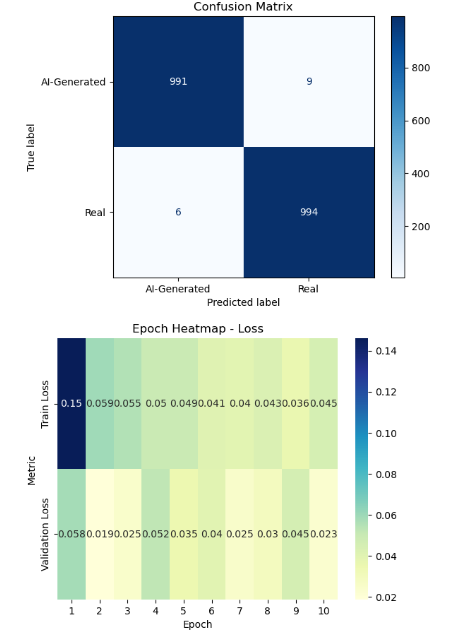 Confusion Matrix
AI-Generated
991
9
Real
6
994
AI-Generated
Real
True label
Predicted label
800
600
400
200
Epoch Heatmap - Loss
Train Loss
0.15 0.059 0.055 0.05 0.049 0.041 0.04 0.043 0.036 0.045
Validation Loss
0.058 0.019 0.025 0.052 0.035 0.04 0.025 0.03 0.045 0.023
Metric
1 2 3 4 5 6 7 8 9 10
Epoch
0.14
0.12
0.10
0.08
0.06
0.04
0.02